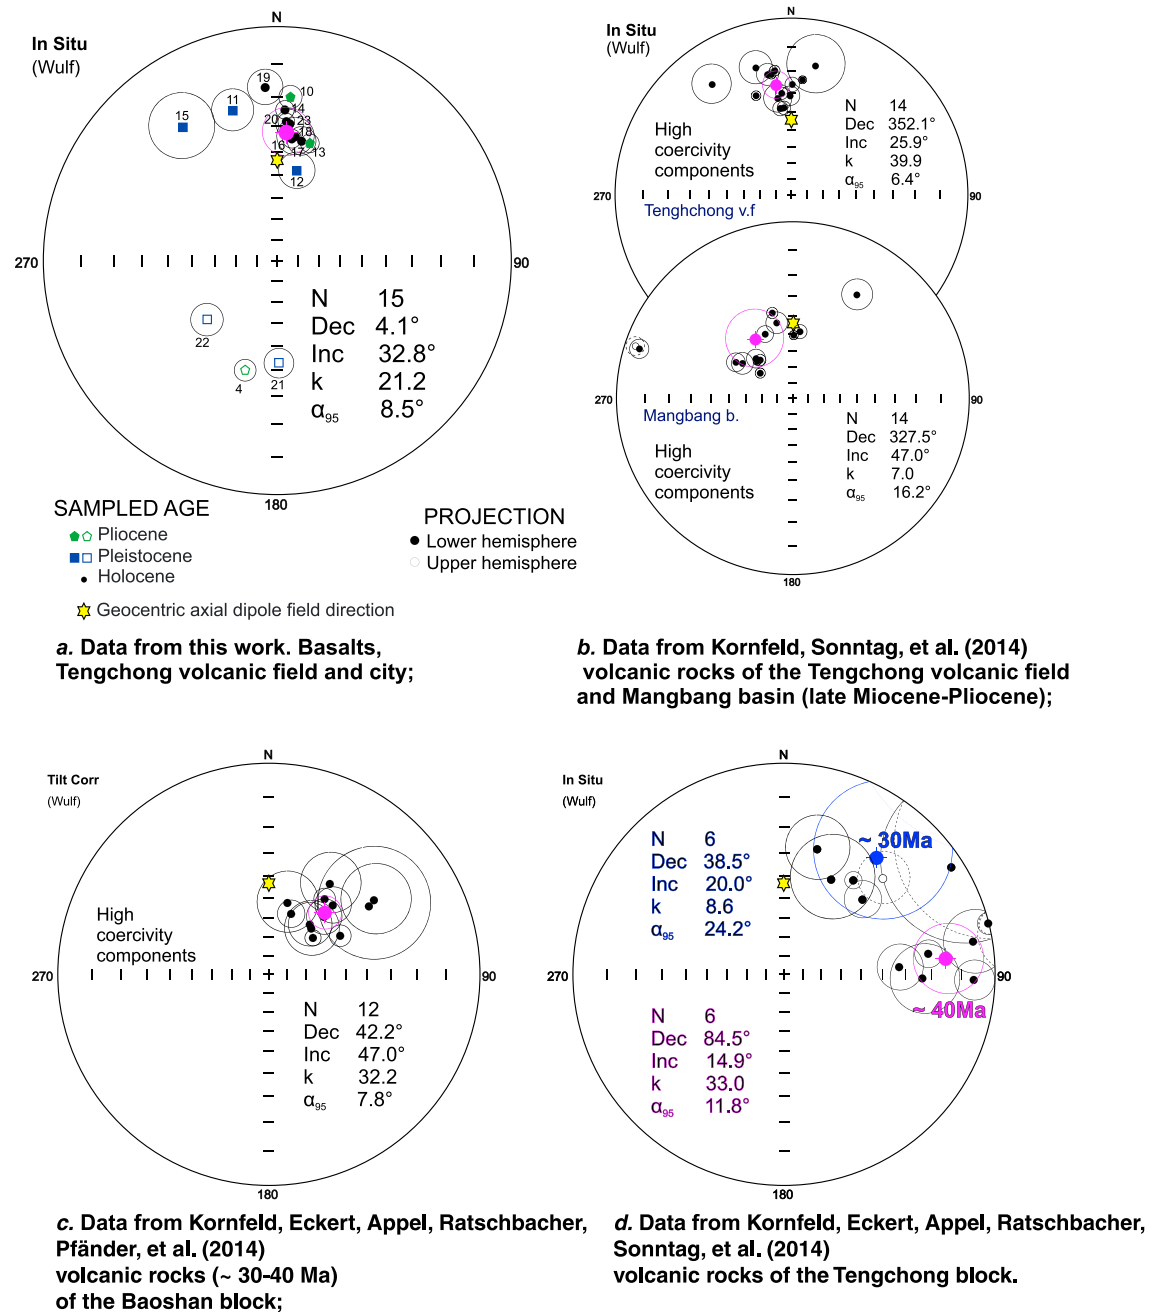 N
In Situ
(Wulf)
19
10
15
11
14
20
23
18
16
17
13
12
270
90
N 15
Dec 4.1°
Inc 32.8°
k 21.2
α95 8.5°
22
4
21
180
SAMPLED AGE
Pliocene
Pleistocene
Holocene
Geocentric axial dipole field direction
PROJECTION
Lower hemisphere
Upper hemisphere
a. Data from this work. Basalts,
Tengchong volcanic field and city;
N
In Situ
(Wulf)
High
coercivity
components
N 14
Dec 352.1°
Inc 25.9°
k 39.9
α95 6.4°
270
90
Tenghchong v.f
270
90
Mangbang b.
High
coercivity
components
N 14
Dec 327.5°
Inc 47.0°
k 7.0
α95 16.2°
180
b. Data from Kornfeld, Sonntag, et al. (2014)
volcanic rocks of the Tengchong volcanic field
and Mangbang basin (late Miocene-Pliocene);
N
Tilt Corr
(Wulf)
High
coercivity
components
270
90
N 12
Dec 42.2°
Inc 47.0°
k 32.2
α95 7.8°
180
c. Data from Kornfeld, Eckert, Appel, Ratschbacher,
Pfänder, et al. (2014)
volcanic rocks (~ 30-40 Ma)
of the Baoshan block;
N
In Situ
(Wulf)
N 6
Dec 38.5°
Inc 20.0°
k 8.6
α95 24.2°
~ 30Ma
270
90
~ 40Ma
N 6
Dec 84.5°
Inc 14.9°
k 33.0
α95 11.8°
180
d. Data from Kornfeld, Eckert, Appel, Ratschbacher,
Sonntag, et al. (2014)
volcanic rocks of the Tengchong block.